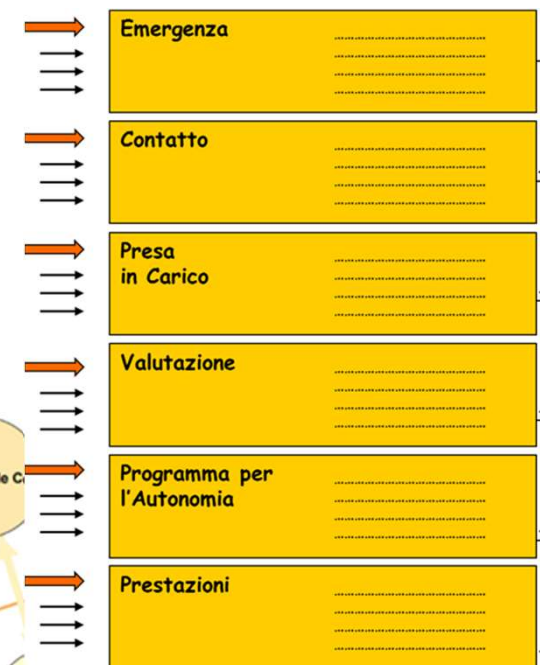 Emergenza
Contatto
Presa
in Carico
Valutazione
Programma per
l'Autonomia
Prestazioni